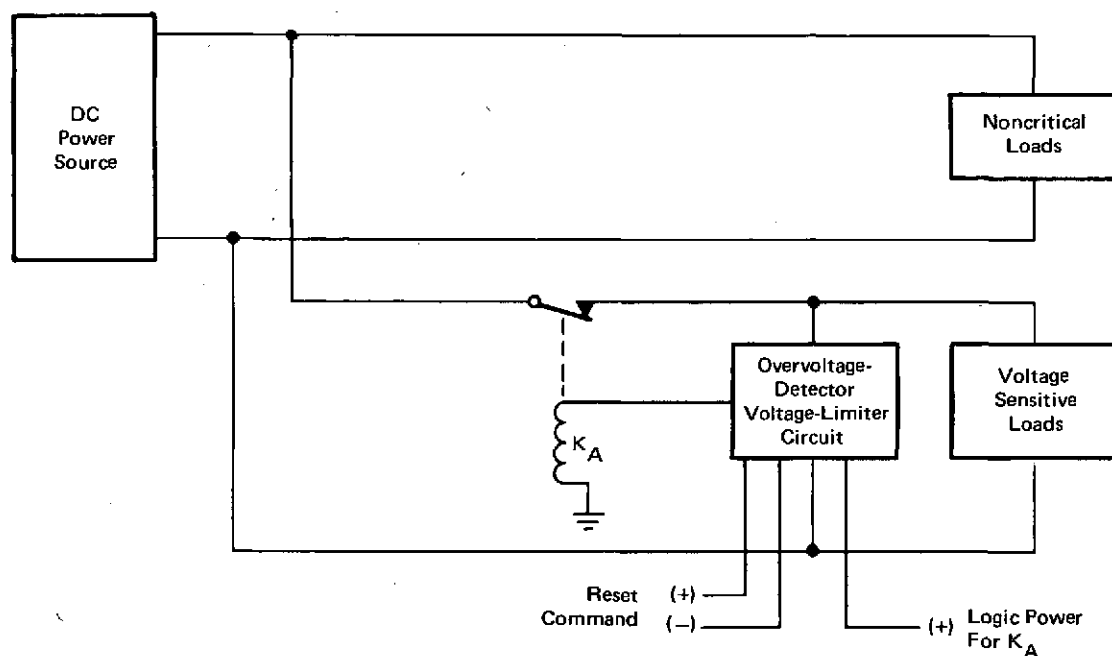 DC
Power
Source
Noncritical
Loads
Overvoltage-
Detector
Voltage-Limiter
Circuit
Voltage
Sensitive
Loads
K A
Reset (+)
Command (−)
(+) Logic Power
For K A